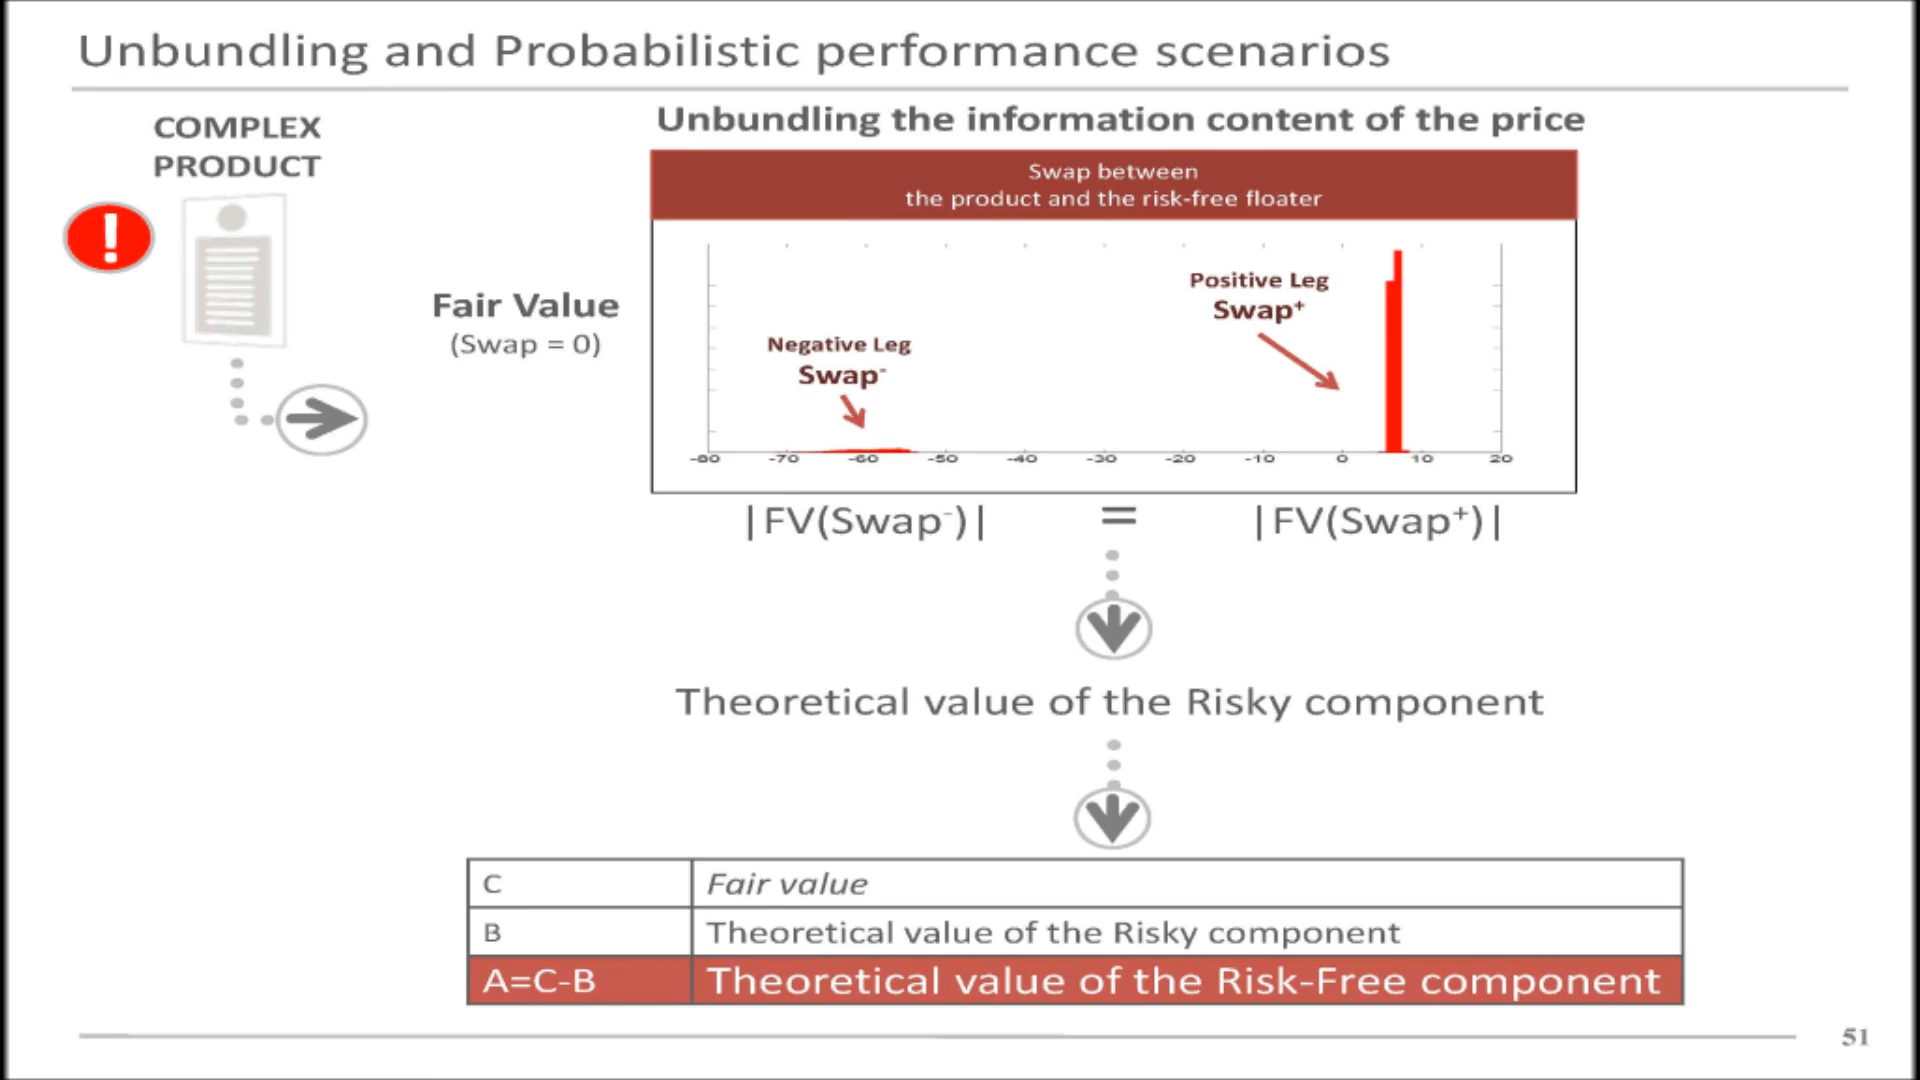 Unbundling and Probabilistic performance scenarios
COMPLEX
PRODUCT
!
Fair Value
(Swap = 0)
Unbundling the information content of the price
Swap between
the product and the risk-free floater
Negative Leg
Swap⁻
Positive Leg
Swap⁺
-80 -70 -60 -50 -40 -30 -20 -10 0 10 20
|FV(Swap⁻)| = |FV(Swap⁺)|
Theoretical value of the Risky component
C Fair value
B Theoretical value of the Risky component
A=C-B Theoretical value of the Risk-Free component
51